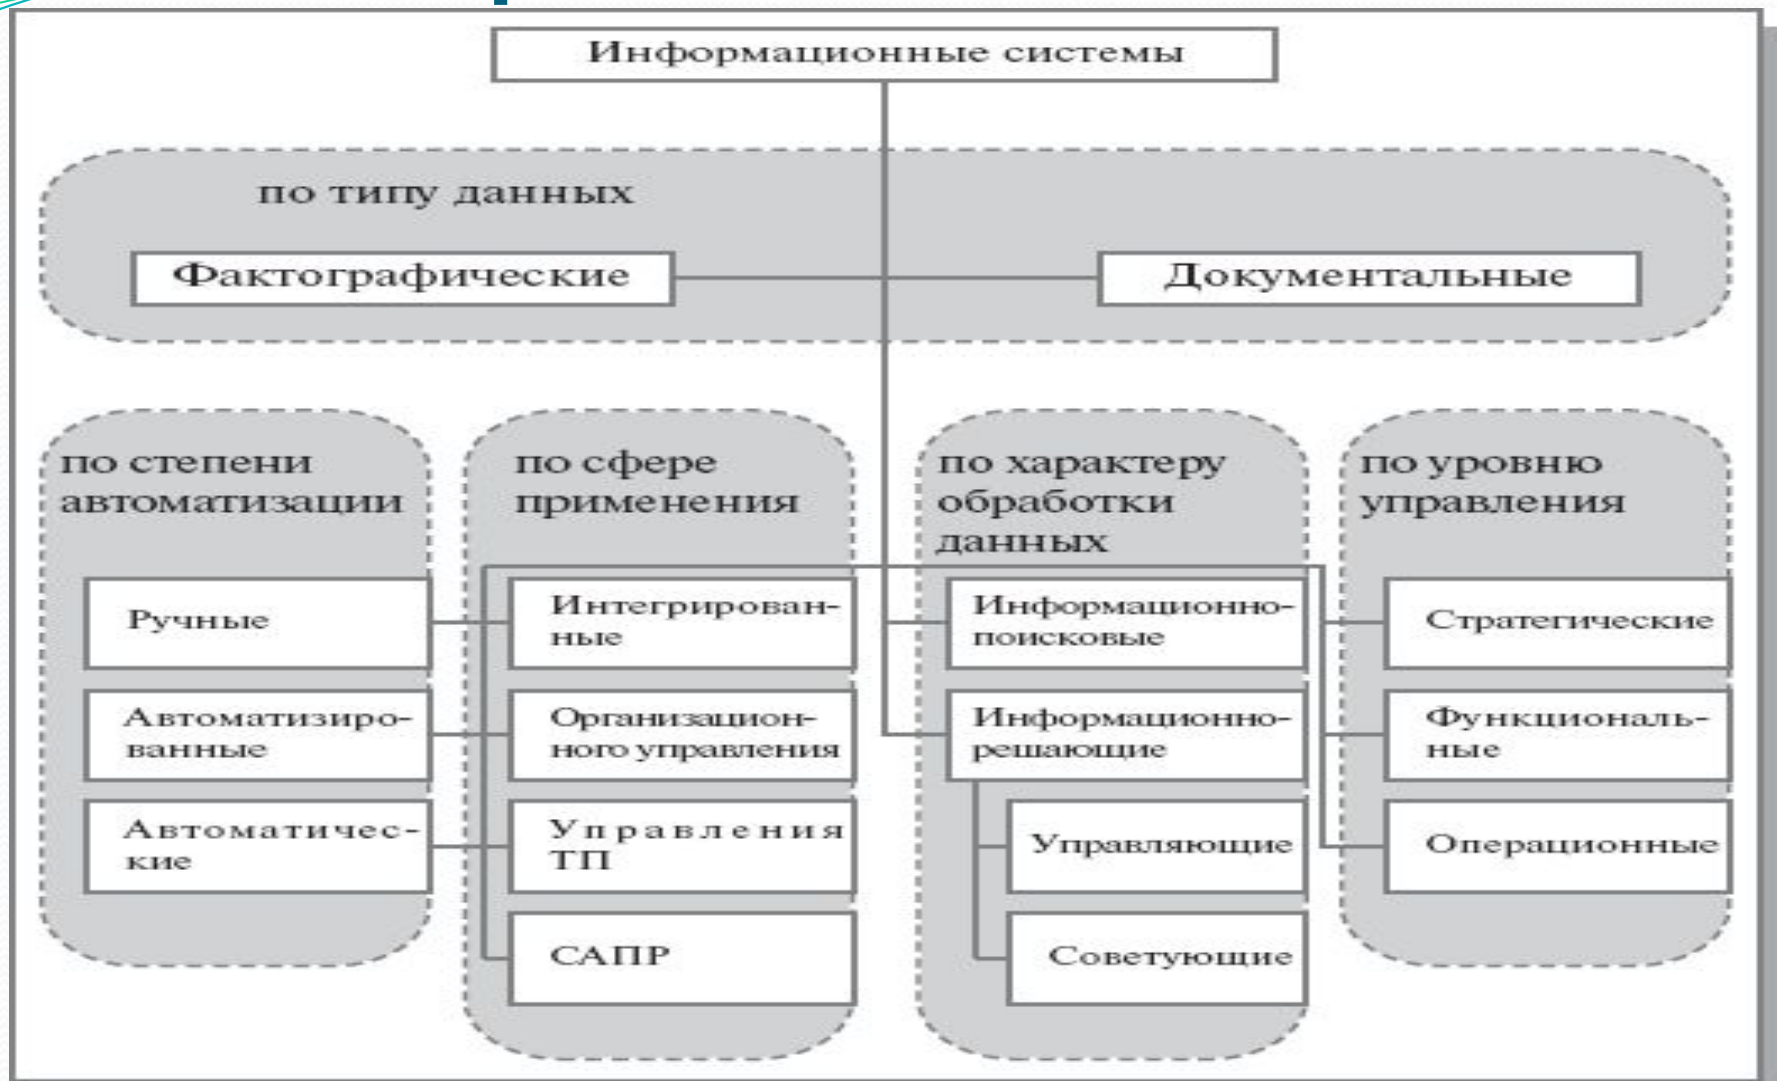 Информационные системы
по типу данных
Фактографические
Документальные
по степени
автоматизации
Ручные
Автоматизиро-
ванные
Автоматичес-
кие
по сфере
применения
Интегрирован-
ные
Организацион-
ного управления
Управления
ТП
САПР
по характеру
обработки
данных
Информационно-
поисковые
Информационно-
решающие
Управляющие
Советующие
по уровню
управления
Стратегические
Функциональ-
ные
Операционные